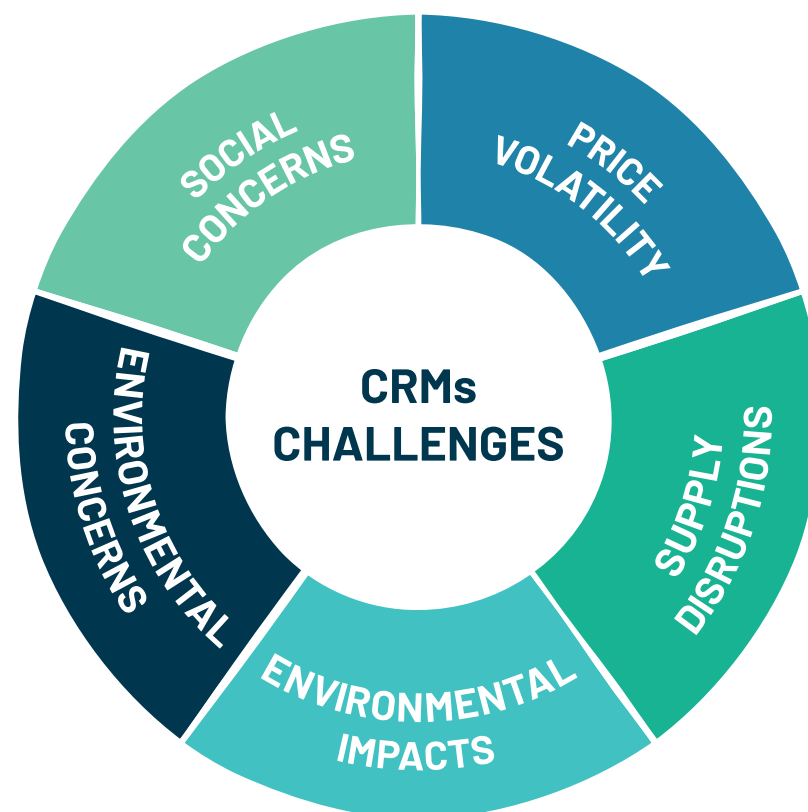 SOCIAL
CONCERNS
PRICE
VOLATILITY
CRMs
CHALLENGES
ENVIRONMENTAL
CONCERNS
SUPPLY
DISRUPTIONS
ENVIRONMENTAL
IMPACTS